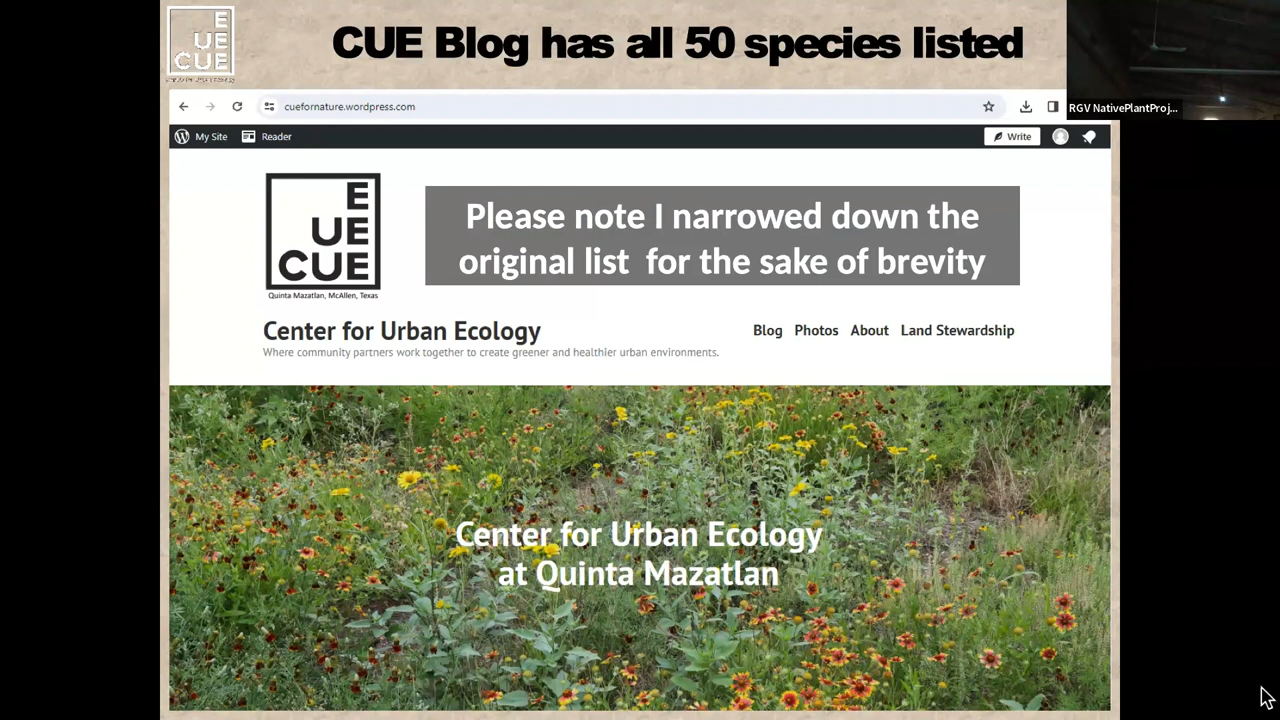 E
UE
CUE
CUE Blog has all 50 species listed
RGV NativePlantProj...
cuefornature.wordpress.com
My Site
Reader
Write
E
UE
CUE
Quinta Mazatlan, McAllen, Texas
Please note I narrowed down the
original list for the sake of brevity
Center for Urban Ecology
Where community partners work together to create greener and healthier urban environments.
Blog Photos About Land Stewardship
Center for Urban Ecology
at Quinta Mazatlan